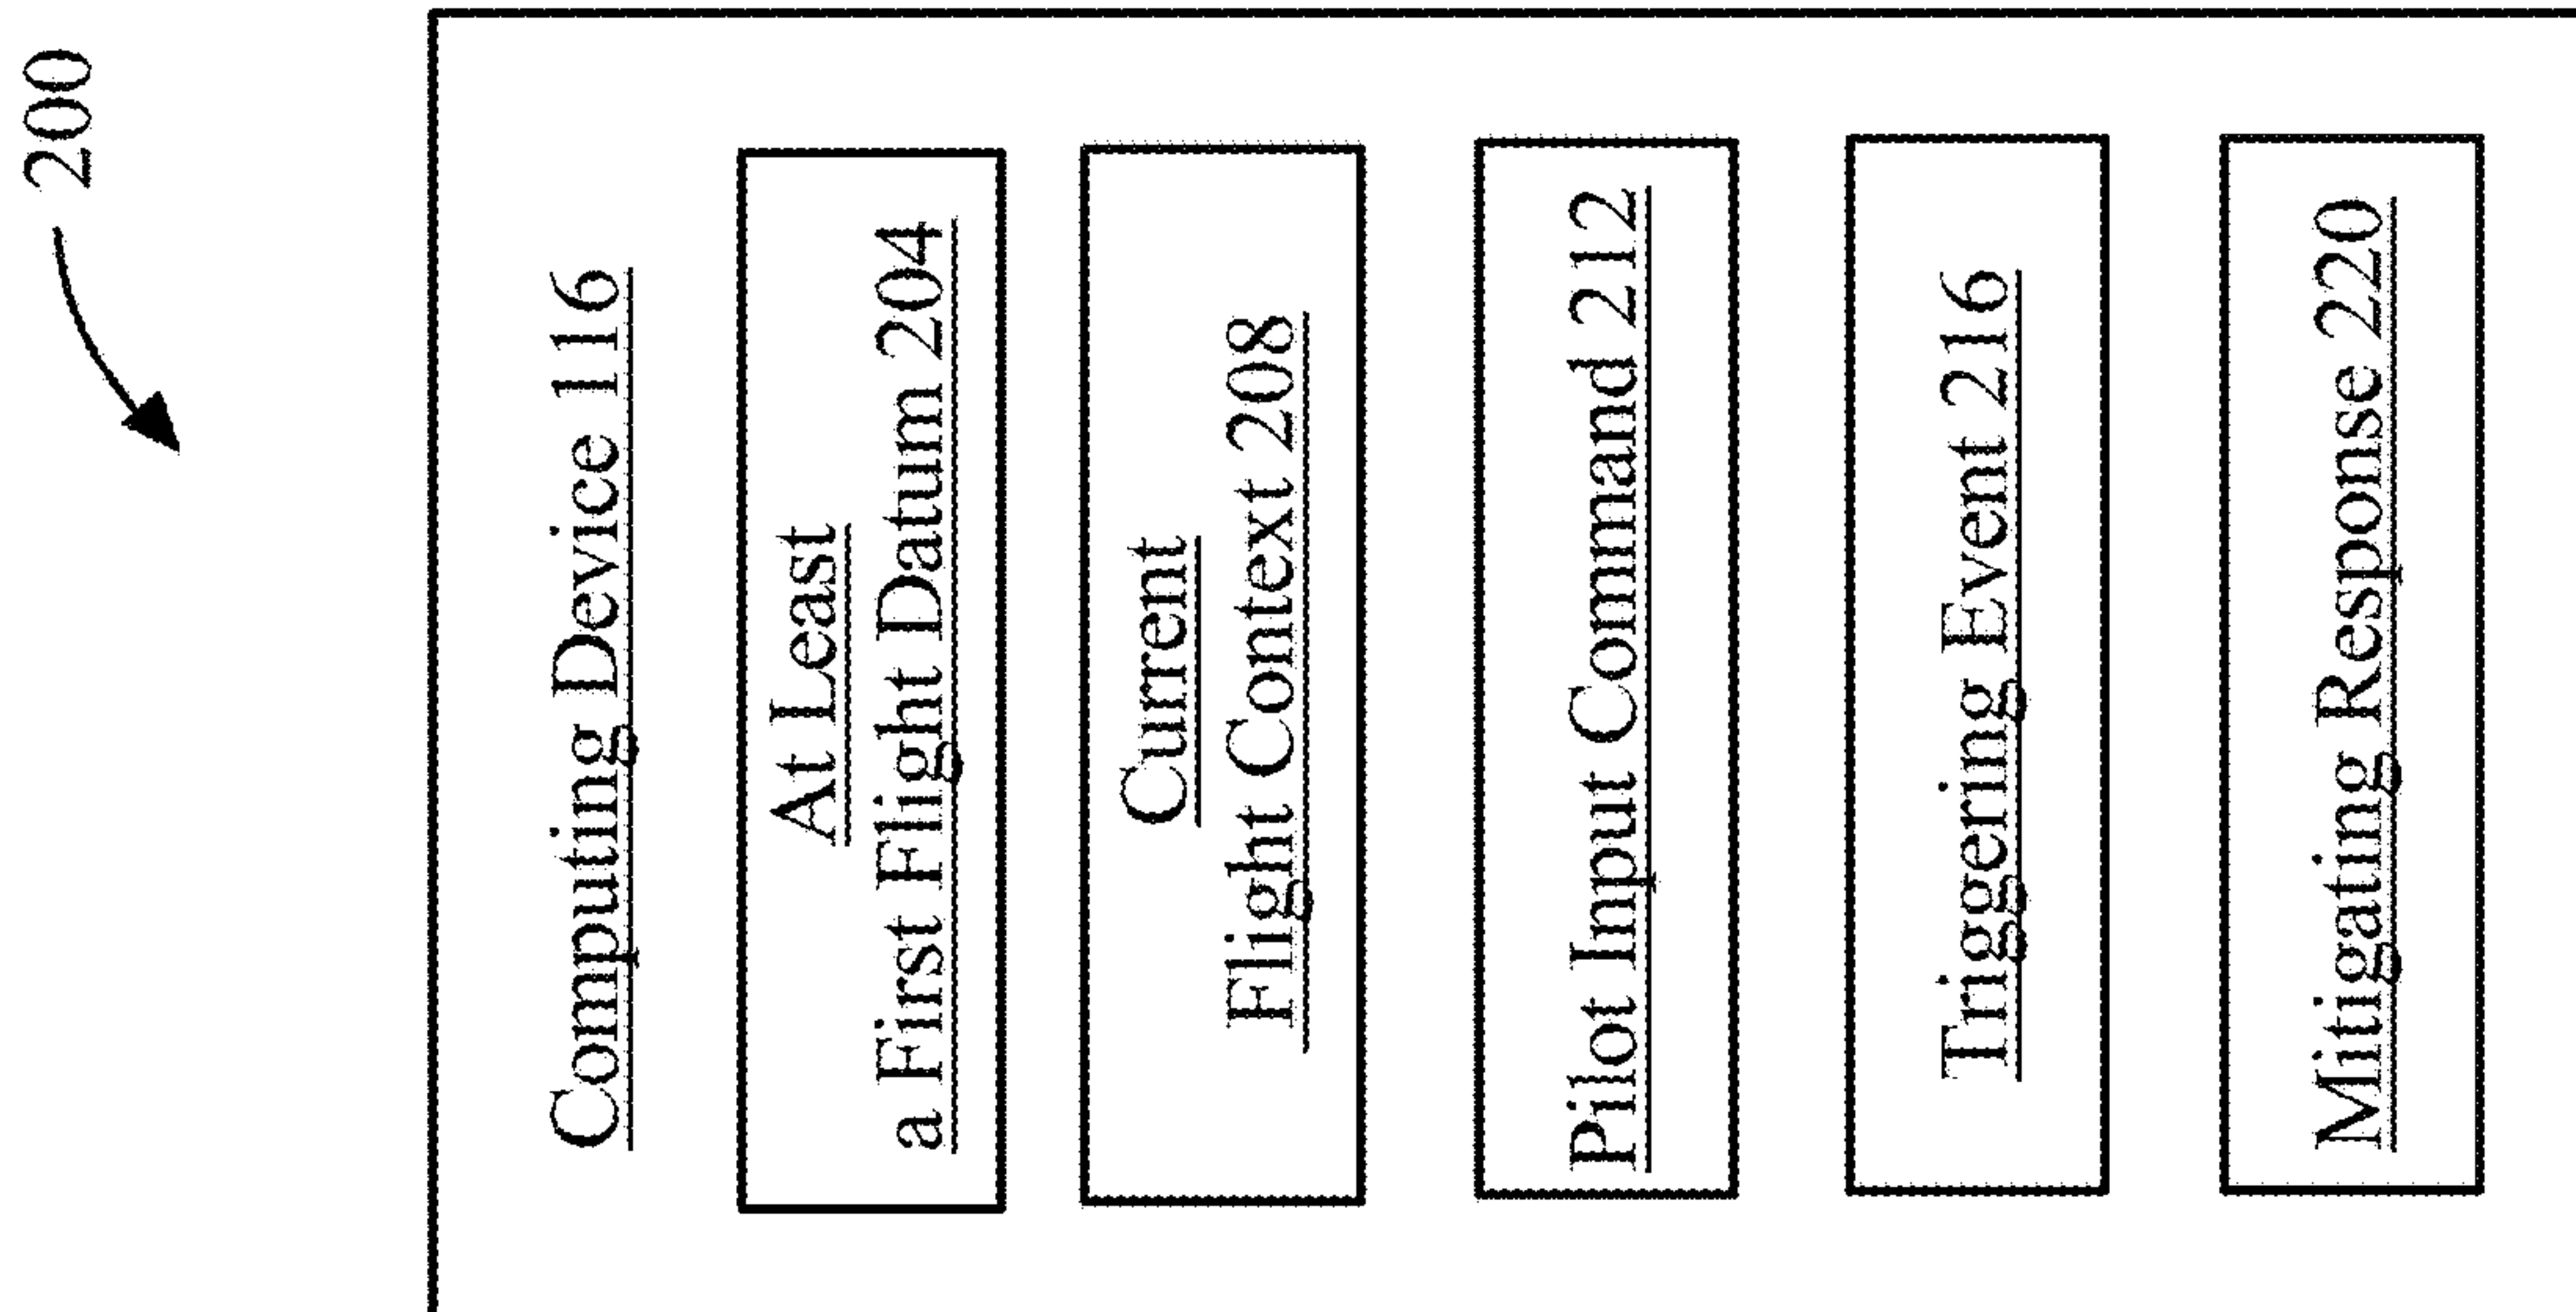 200
Computing Device 116
At Least
a First Flight Datum 204
Current
Flight Context 208
Pilot Input Command 212
Triggering Event 216
Mitigating Response 220